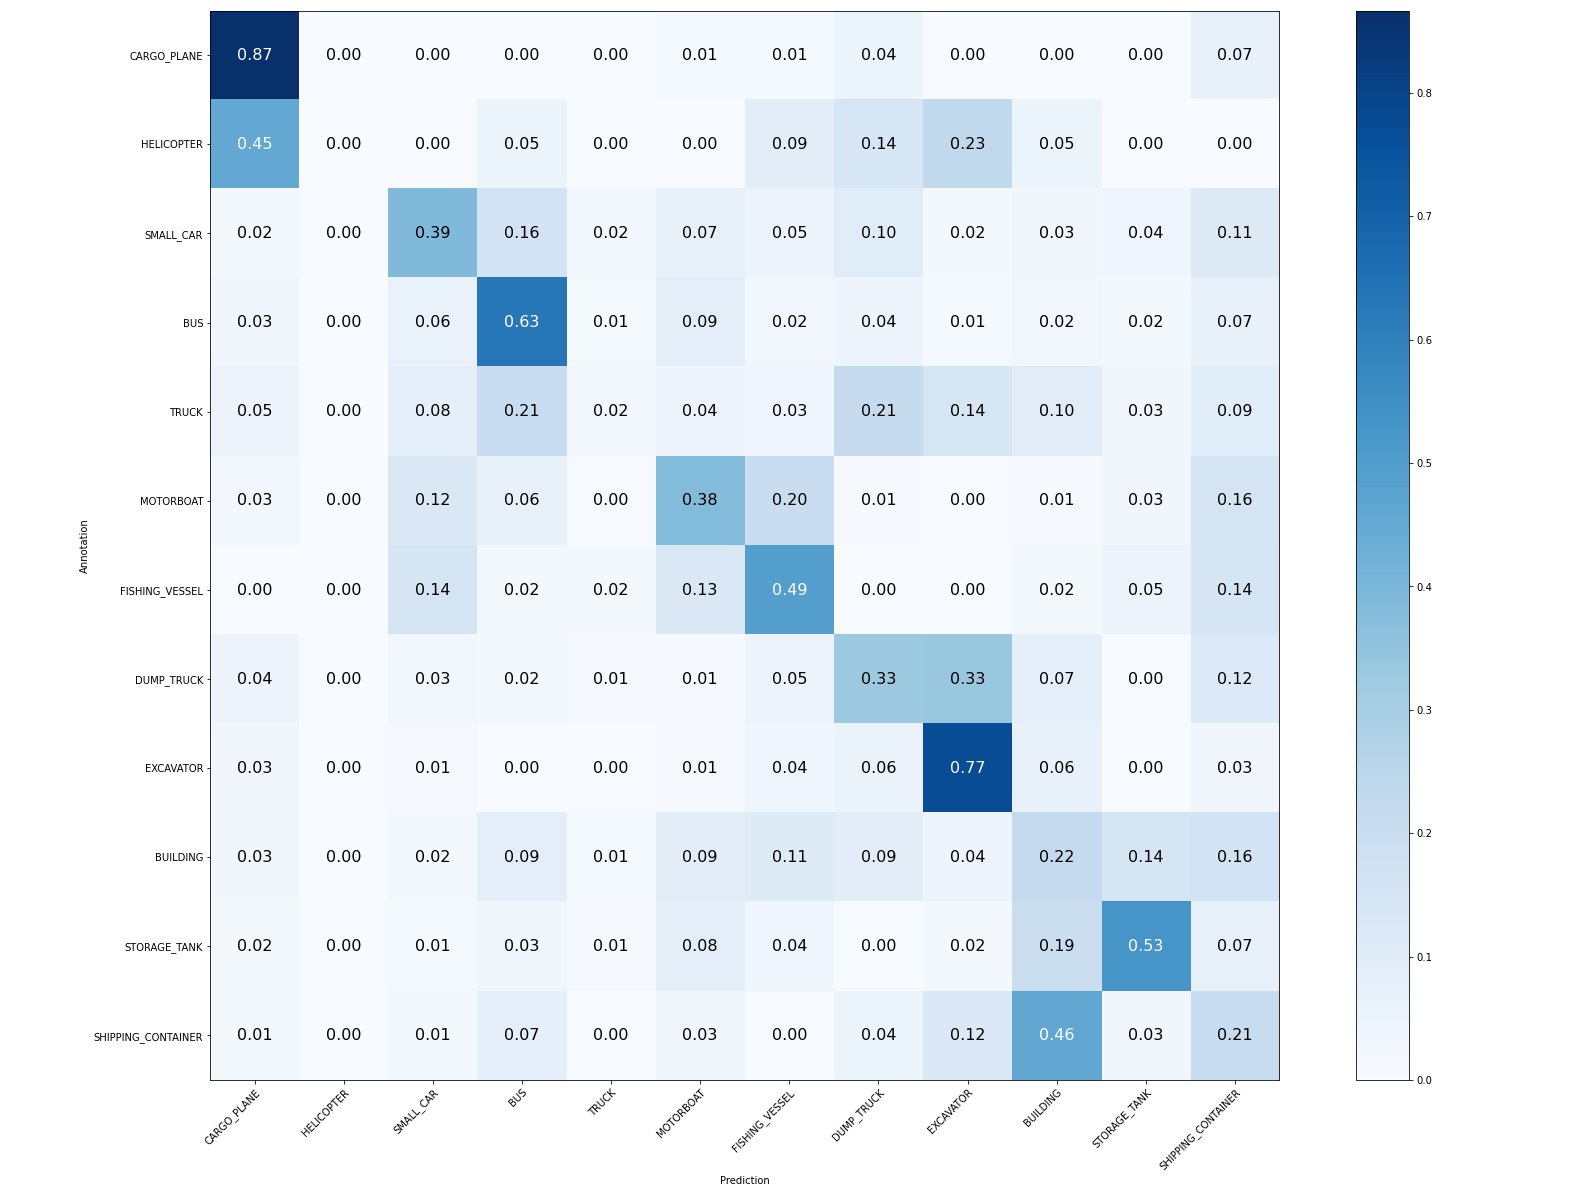 CARGO_PLANE 0.87 0.00 0.00 0.00 0.00 0.01 0.01 0.04 0.00 0.00 0.00 0.07
HELICOPTER 0.45 0.00 0.00 0.05 0.00 0.00 0.09 0.14 0.23 0.05 0.00 0.00
SMALL_CAR 0.02 0.00 0.39 0.16 0.02 0.07 0.05 0.10 0.02 0.03 0.04 0.11
BUS 0.03 0.00 0.06 0.63 0.01 0.09 0.02 0.04 0.01 0.02 0.02 0.07
TRUCK 0.05 0.00 0.08 0.21 0.02 0.04 0.03 0.21 0.14 0.10 0.03 0.09
MOTORBOAT 0.03 0.00 0.12 0.06 0.00 0.38 0.20 0.01 0.00 0.01 0.03 0.16
Annotation
FISHING_VESSEL 0.00 0.00 0.14 0.02 0.02 0.13 0.49 0.00 0.00 0.02 0.05 0.14
DUMP_TRUCK 0.04 0.00 0.03 0.02 0.01 0.01 0.05 0.33 0.33 0.07 0.00 0.12
EXCAVATOR 0.03 0.00 0.01 0.00 0.00 0.01 0.04 0.06 0.77 0.06 0.00 0.03
BUILDING 0.03 0.00 0.02 0.09 0.01 0.09 0.11 0.09 0.04 0.22 0.14 0.16
STORAGE_TANK 0.02 0.00 0.01 0.03 0.01 0.08 0.04 0.00 0.02 0.19 0.53 0.07
SHIPPING_CONTAINER 0.01 0.00 0.01 0.07 0.00 0.03 0.00 0.04 0.12 0.46 0.03 0.21
CARGO_PLANE HELICOPTER SMALL_CAR BUS TRUCK MOTORBOAT FISHING_VESSEL DUMP_TRUCK EXCAVATOR BUILDING STORAGE_TANK SHIPPING_CONTAINER
Prediction
0.8
0.7
0.6
0.5
0.4
0.3
0.2
0.1
0.0